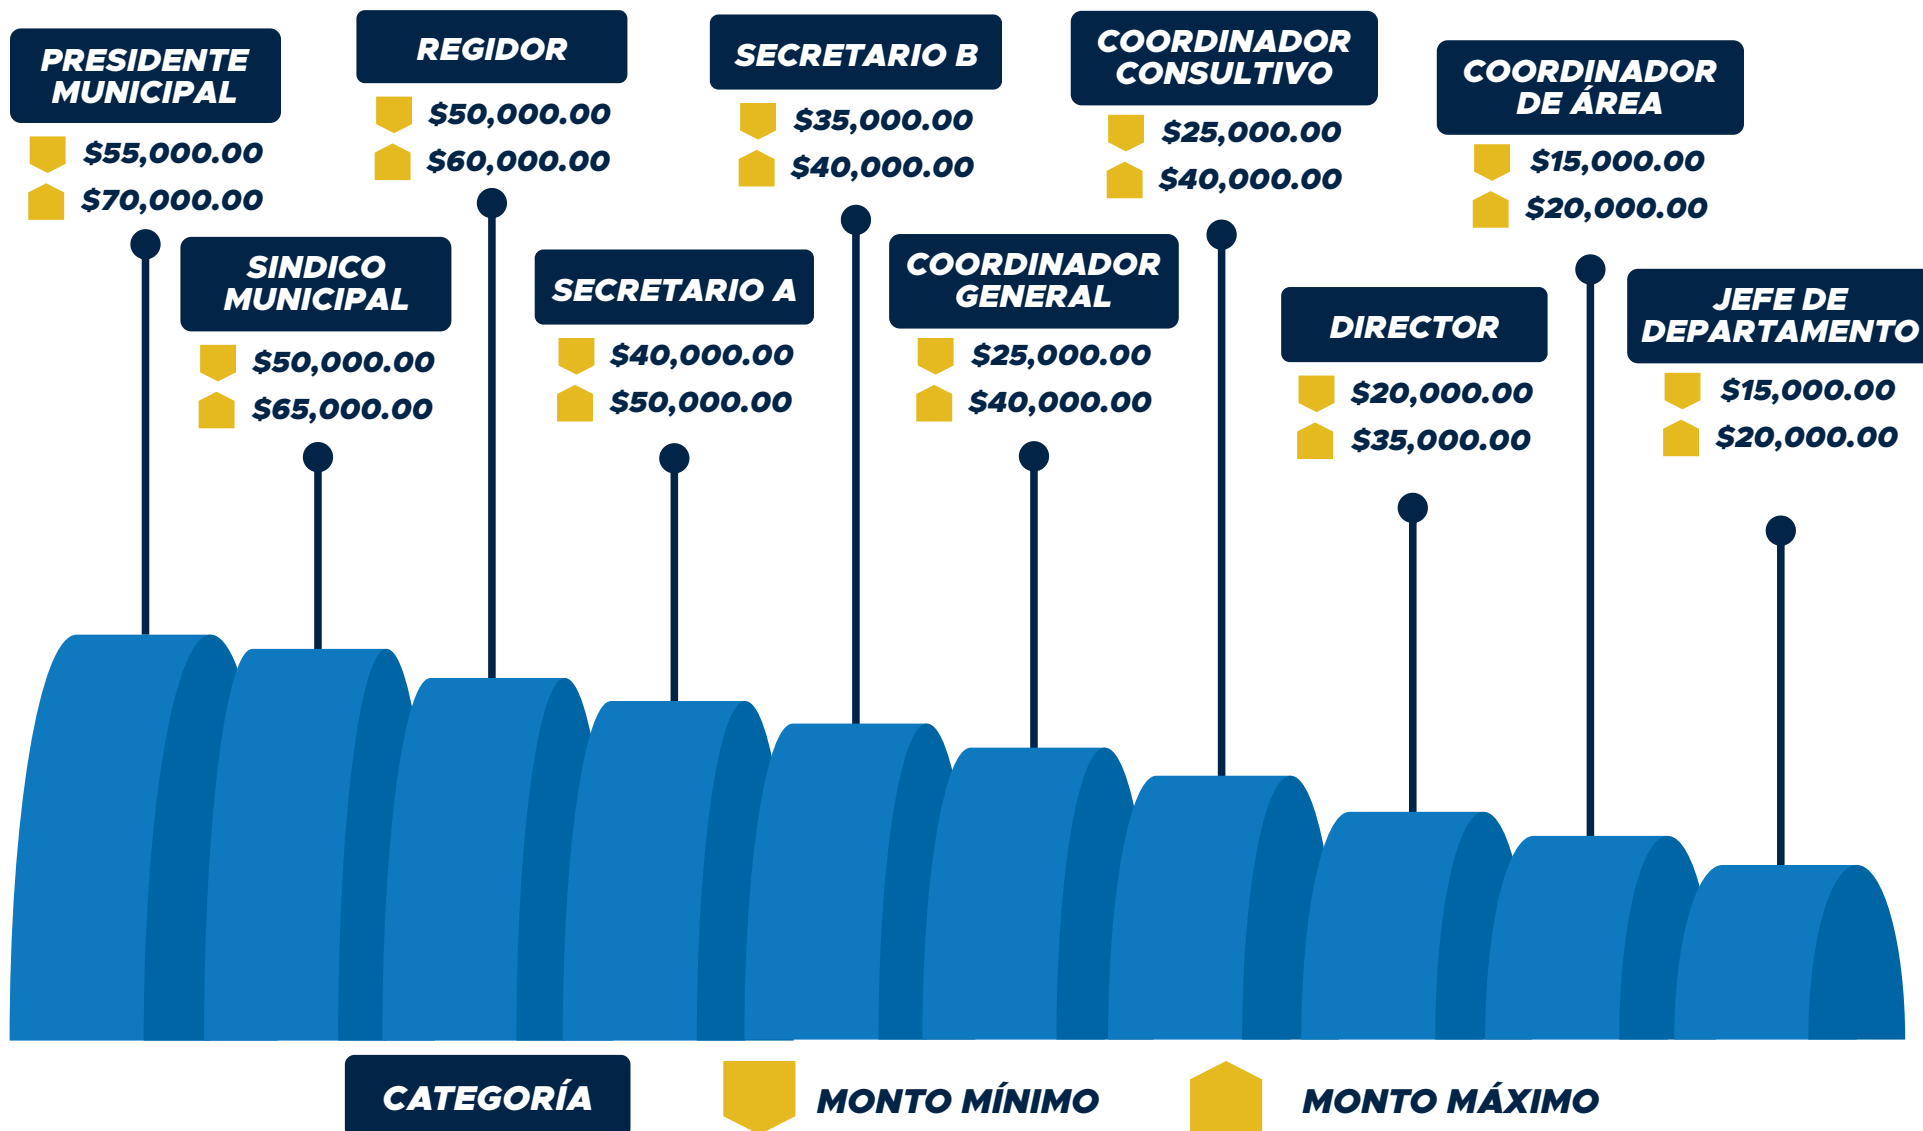 PRESIDENTE
MUNICIPAL
$55,000.00
$70,000.00
SINDICO
MUNICIPAL
$50,000.00
$65,000.00
REGIDOR
$50,000.00
$60,000.00
SECRETARIO A
$40,000.00
$50,000.00
SECRETARIO B
$35,000.00
$40,000.00
COORDINADOR
GENERAL
$25,000.00
$40,000.00
COORDINADOR
CONSULTIVO
$25,000.00
$40,000.00
DIRECTOR
$20,000.00
$35,000.00
COORDINADOR
DE ÁREA
$15,000.00
$20,000.00
JEFE DE
DEPARTAMENTO
$15,000.00
$20,000.00
CATEGORÍA
MONTO MÍNIMO
MONTO MÁXIMO